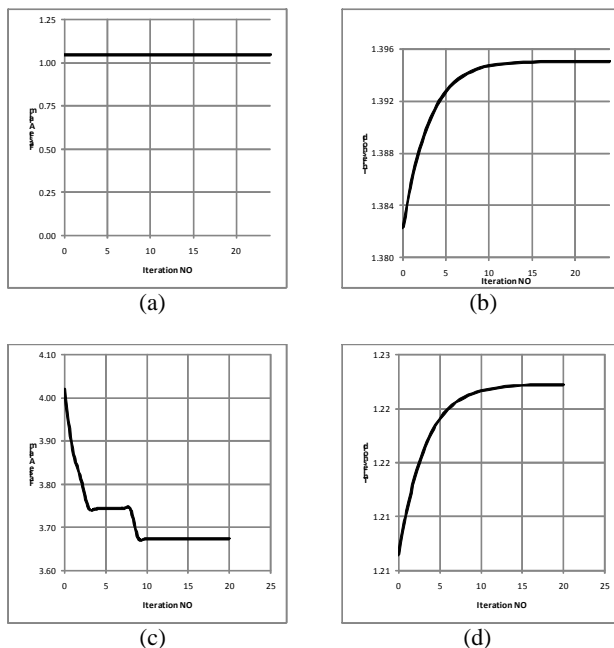 1.25
1.00
0.75
0.50
0.25
0.00
0 5 10 15 20
Iteration NO
(a)
1.396
1.392
1.388
1.384
1.380
0 5 10 15 20
Iteration NO
(b)
4.10
4.00
3.90
3.80
3.70
3.60
0 5 10 15 20 25
Iteration NO
(c)
1.23
1.22
1.22
1.21
1.21
0 5 10 15 20 25
Iteration NO
(d)